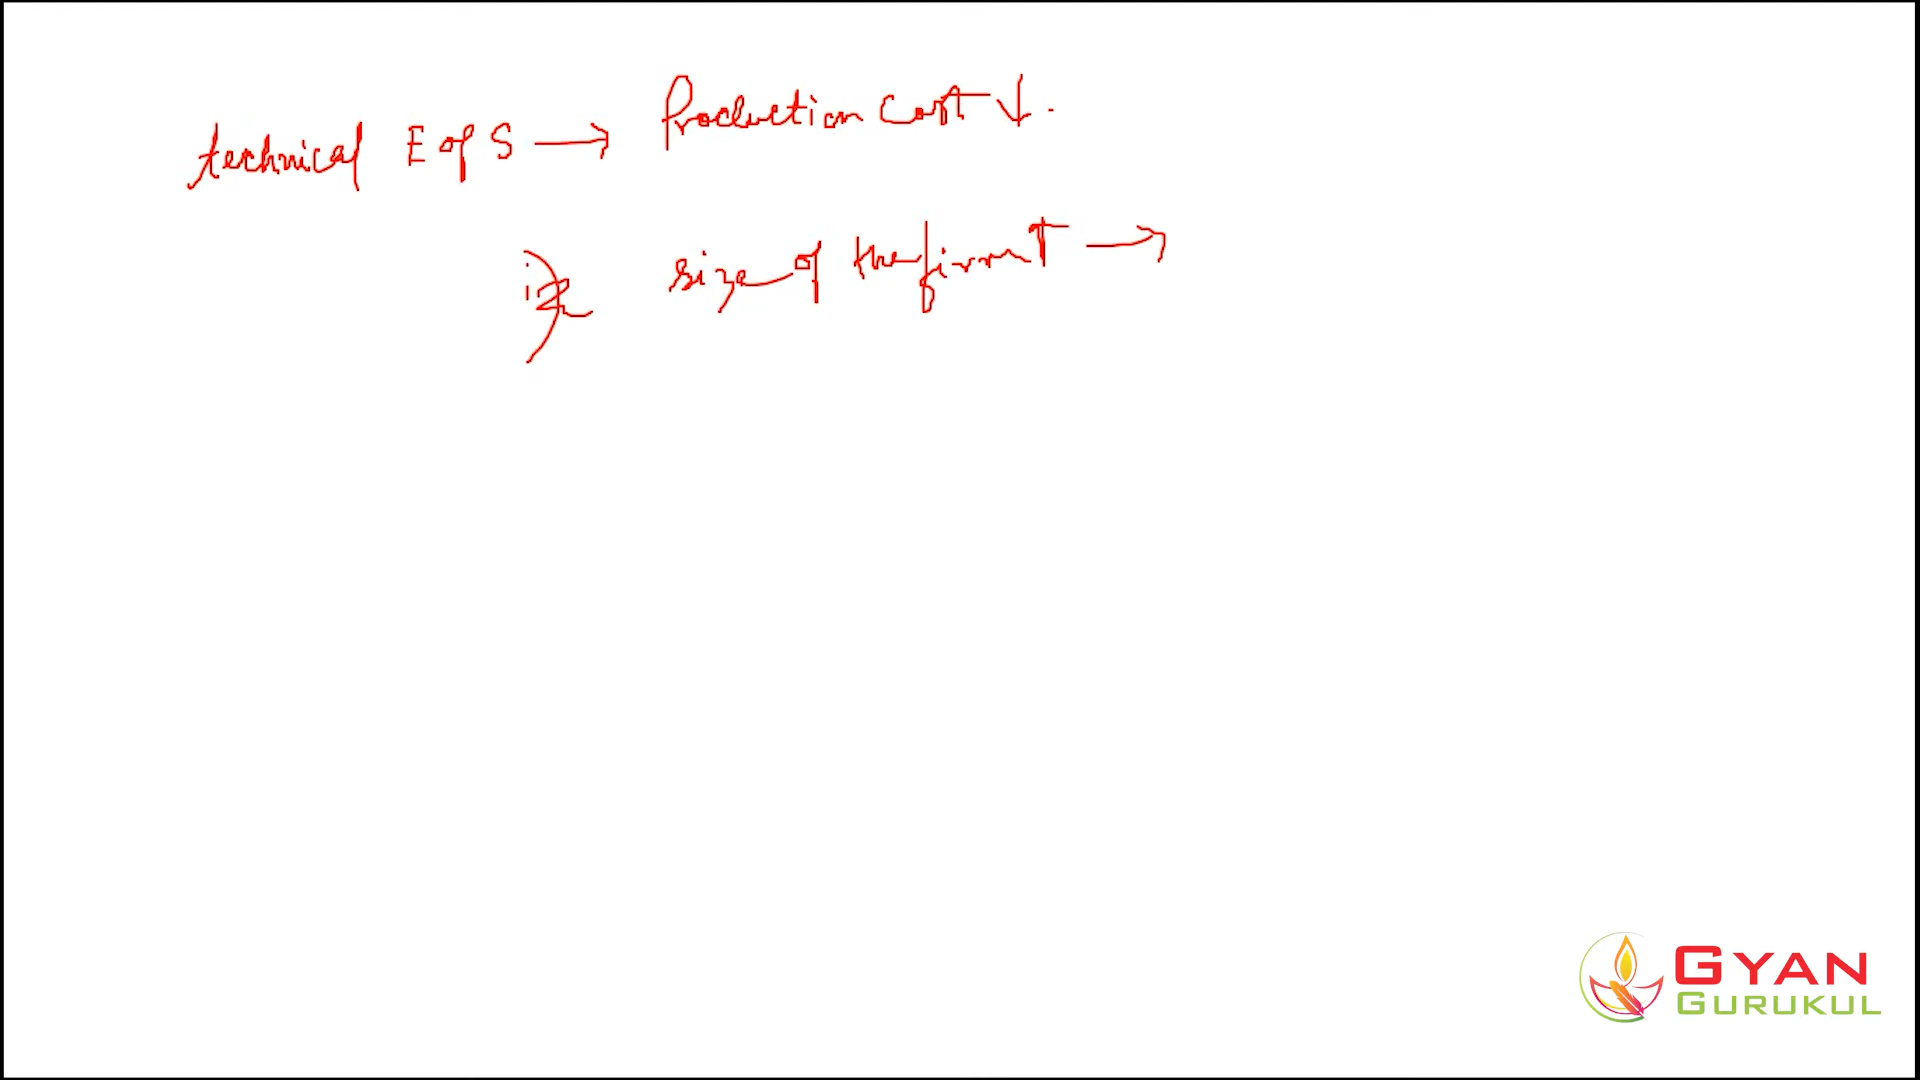 technical E of S → Production Cost ↓.
i) size of the firm ↑ →
GYAN
GURUKUL